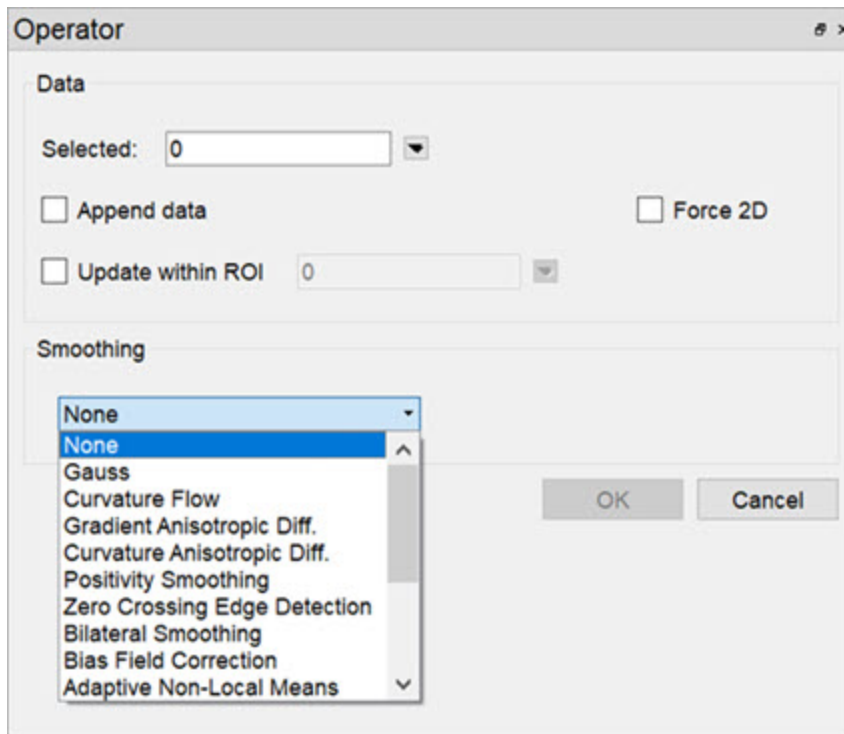 Operator
Data
Selected: 0
Append data Force 2D
Update within ROI 0
Smoothing
None
None
Gauss
Curvature Flow
OK Cancel
Gradient Anisotropic Diff.
Curvature Anisotropic Diff.
Positivity Smoothing
Zero Crossing Edge Detection
Bilateral Smoothing
Bias Field Correction
Adaptive Non-Local Means